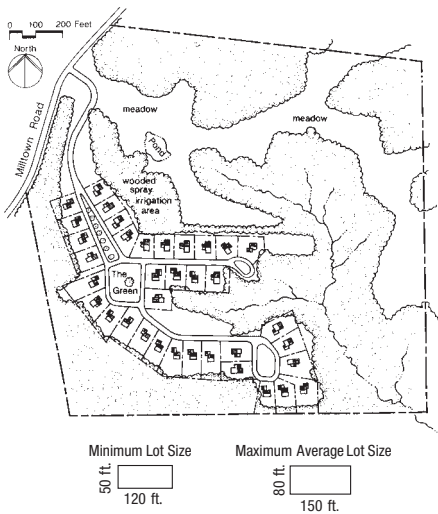 0 100 200 Feet
North
Milltown Road
meadow
meadow
Pond
wooded
spray
irrigation
area
The
Green
Minimum Lot Size
50 ft.
120 ft.
Maximum Average Lot Size
80 ft.
150 ft.